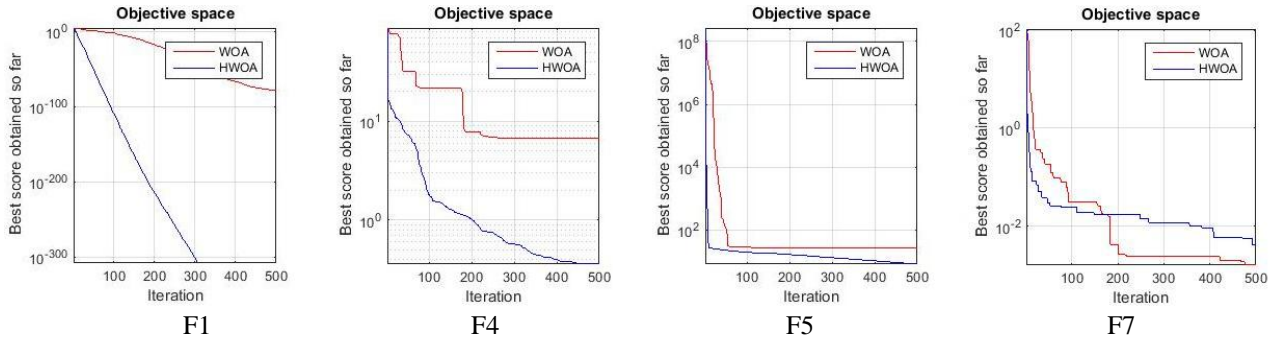 Objective space
Best score obtained so far
10^0
10^-100
10^-200
10^-300
WOA
HWOA
100 200 300 400 500
Iteration
F1
Objective space
Best score obtained so far
10^1
10^0
WOA
HWOA
100 200 300 400 500
Iteration
F4
Objective space
Best score obtained so far
10^8
10^6
10^4
10^2
WOA
HWOA
100 200 300 400 500
Iteration
F5
Objective space
Best score obtained so far
10^2
10^0
10^-2
WOA
HWOA
100 200 300 400 500
Iteration
F7